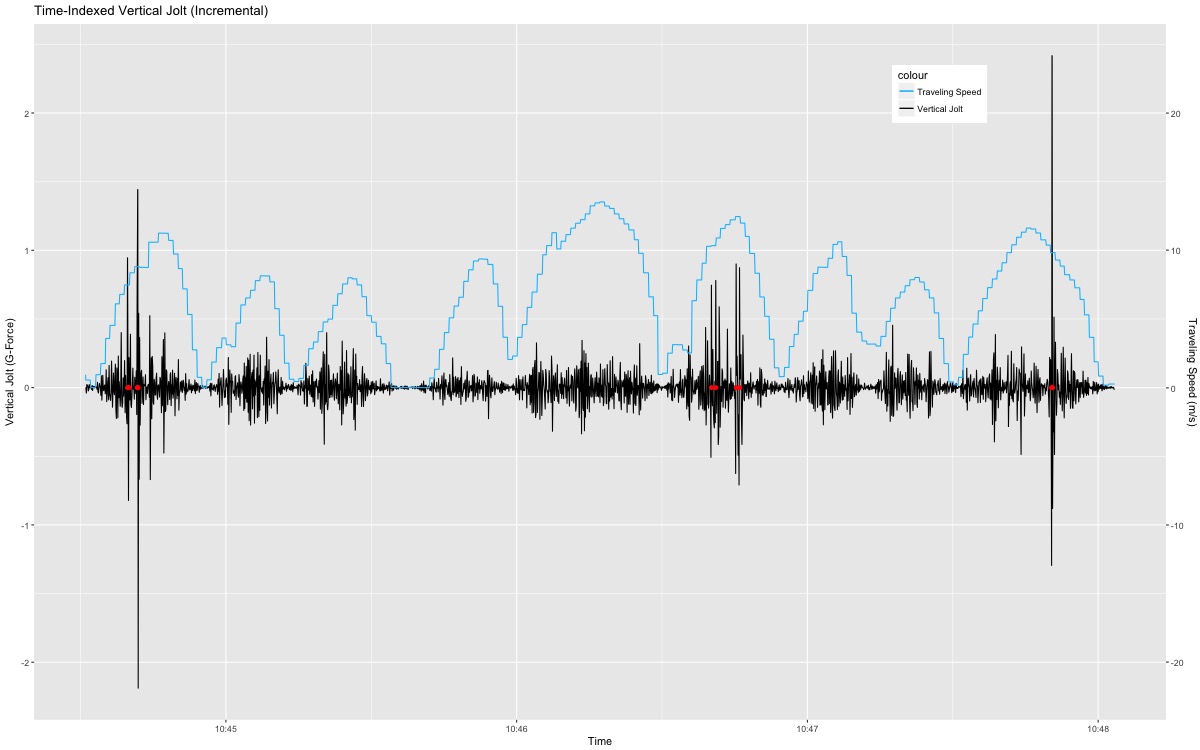 Time-Indexed Vertical Jolt (Incremental)
Vertical Jolt (G-Force)
2
1
0
-1
-2
colour
Traveling Speed
Vertical Jolt
20
10
0
-10
-20
Traveling Speed (m/s)
10:45
10:46
10:47
10:48
Time